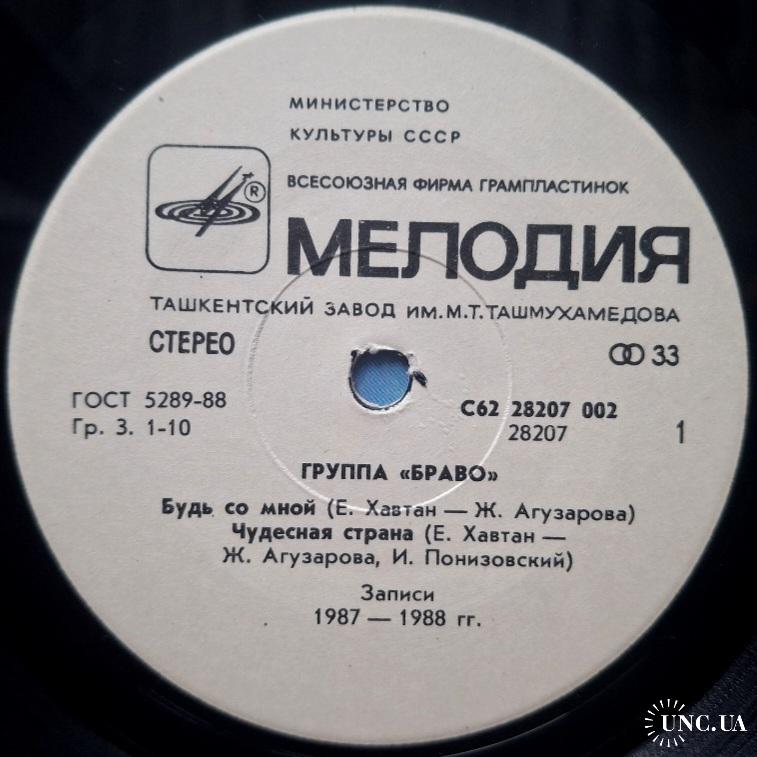 МИНИСТЕРСТВО
КУЛЬТУРЫ СССР
ВСЕСОЮЗНАЯ ФИРМА ГРАМПЛАСТИНОК
®
МЕЛОДИЯ
ТАШКЕНТСКИЙ ЗАВОД ИМ.М.Т.ТАШМУХАМЕДОВА
СТЕРЕО 33
ГОСТ 5289-88 С62 28207 002
Гр. 3. 1-10 28207 1
ГРУППА «БРАВО»
Будь со мной (Е. Хавтан — Ж. Агузарова)
Чудесная страна (Е. Хавтан —
Ж. Агузарова, И. Понизовский)
Записи
1987 — 1988 гг.
UNC.UA